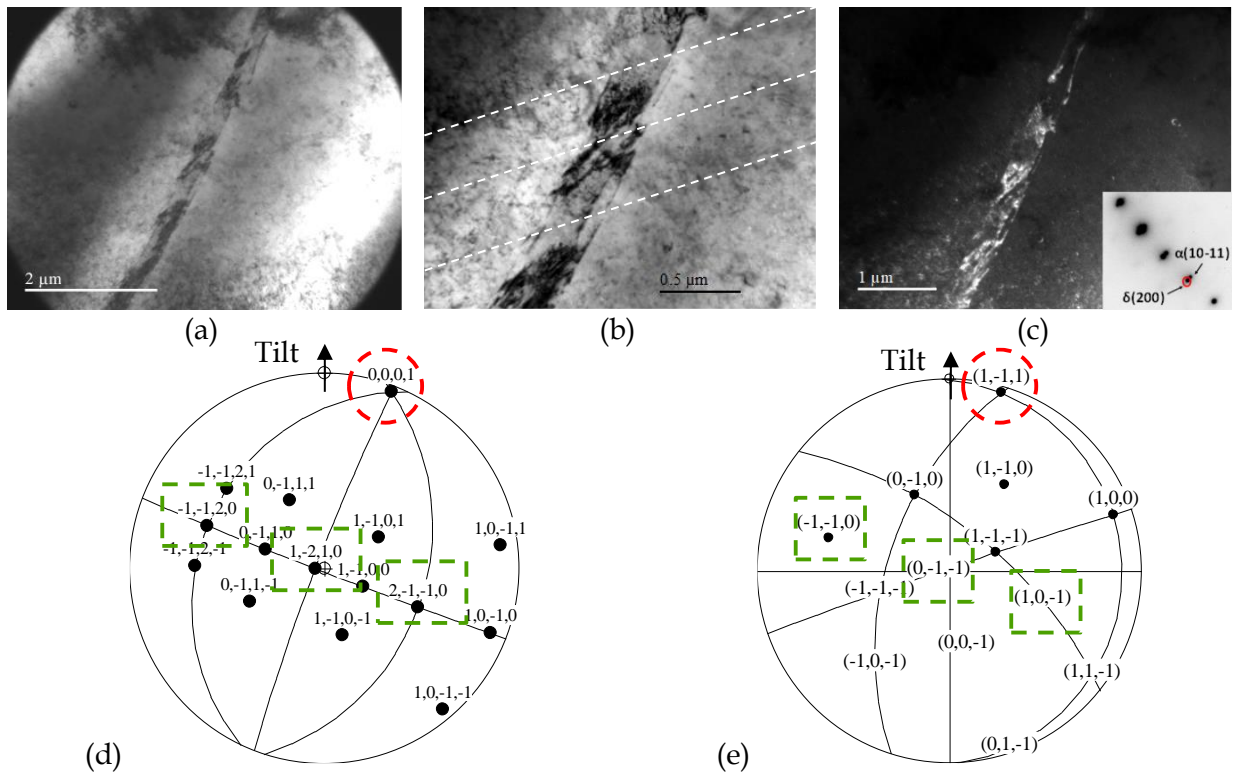 2 µm
0.5 µm
1 µm
α(10-11)
δ(200)
(a)
(b)
(c)
Tilt
0,0,0,1
-1,-1,2,1
0,-1,1,1
-1,-1,2,0
1,-1,0,1
1,0,-1,1
0,-1,1,0
-1,-1,2,-1
1,-2,1,0
1,-1,0,0
0,-1,1,-1
2,-1,-1,0
1,-1,0,-1
1,0,-1,0
1,0,-1,-1
(d)
Tilt
(1,-1,1)
(1,-1,0)
(0,-1,0)
(1,0,0)
(-1,-1,0)
(1,-1,-1)
(0,-1,-1)
(-1,-1,-1)
(1,0,-1)
(0,0,-1)
(-1,0,-1)
(1,1,-1)
(0,1,-1)
(e)